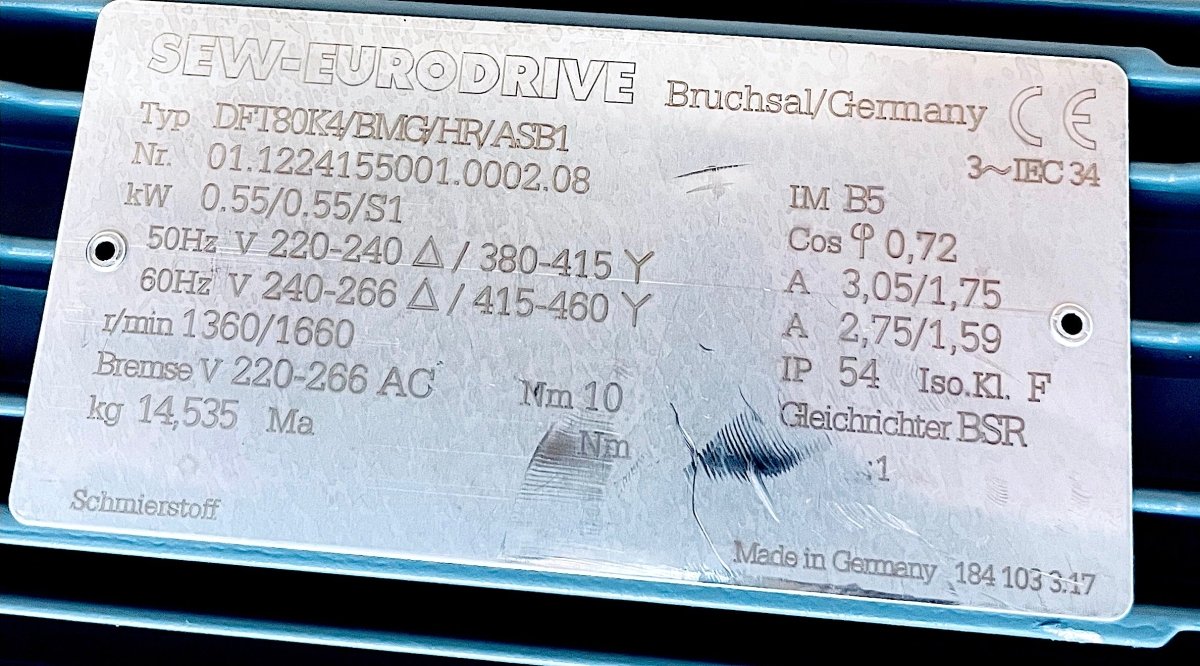 SEW-EURODRIVE Bruchsal/Germany CE
Typ DFT80K4/BMG/HR/ASB1 3~IEC 34
Nr. 01.1224155001.0002.08 IM B5
kW 0.55/0.55/S1 Cos φ 0,72
50Hz V 220-240 Δ / 380-415 Y A 3,05/1,75
60Hz V 240-266 Δ / 415-460 Y A 2,75/1,59
r/min 1360/1660 IP 54 Iso.Kl. F
Bremse V 220-266 AC Nm 10 Gleichrichter BSR
kg 14,535 Ma Nm :1
Schmierstoff Made in Germany 184 103 3.17